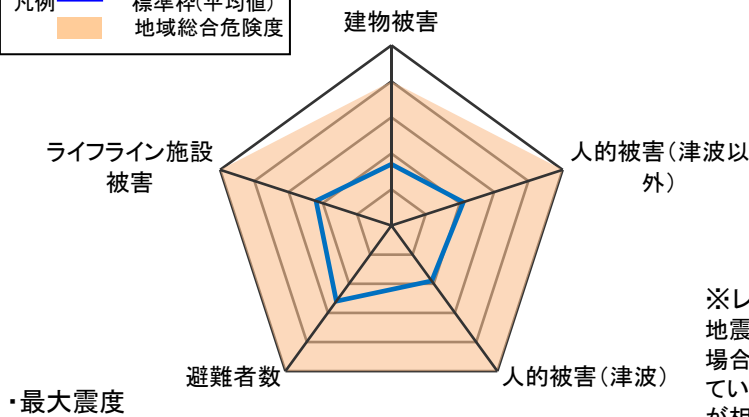 凡例 標準枠(平均値)
地域総合危険度
建物被害
ライフライン施設
被害
人的被害(津波以
外)
避難者数
人的被害(津波)
・最大震度
※レ
地震
場合
てい
が相